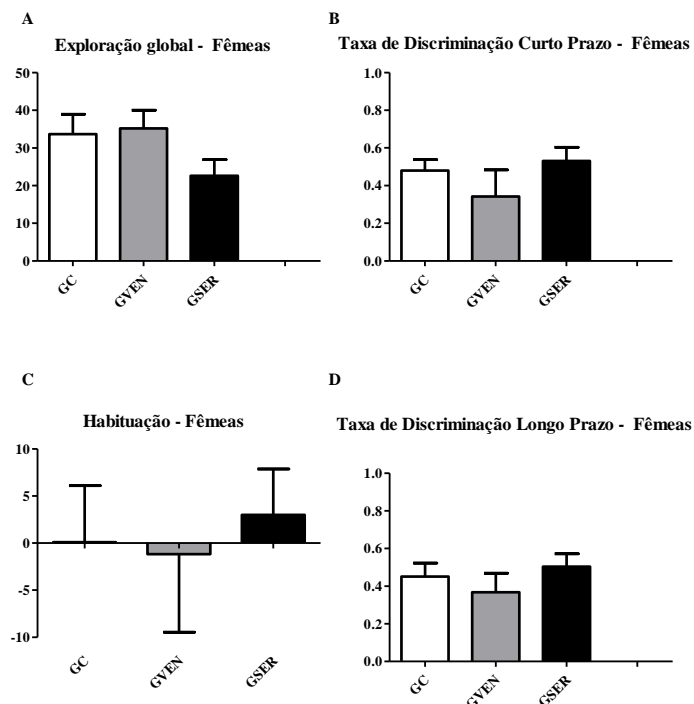 A
Exploração global - Fêmeas
50
40
30
20
10
0
GC
GVEN
GSER
B
Taxa de Discriminação Curto Prazo - Fêmeas
1.0
0.8
0.6
0.4
0.2
0.0
GC
GVEN
GSER
C
Habituação - Fêmeas
10
5
0
-5
-10
GC
GVEN
GSER
D
Taxa de Discriminação Longo Prazo - Fêmeas
1.0
0.8
0.6
0.4
0.2
0.0
GC
GVEN
GSER